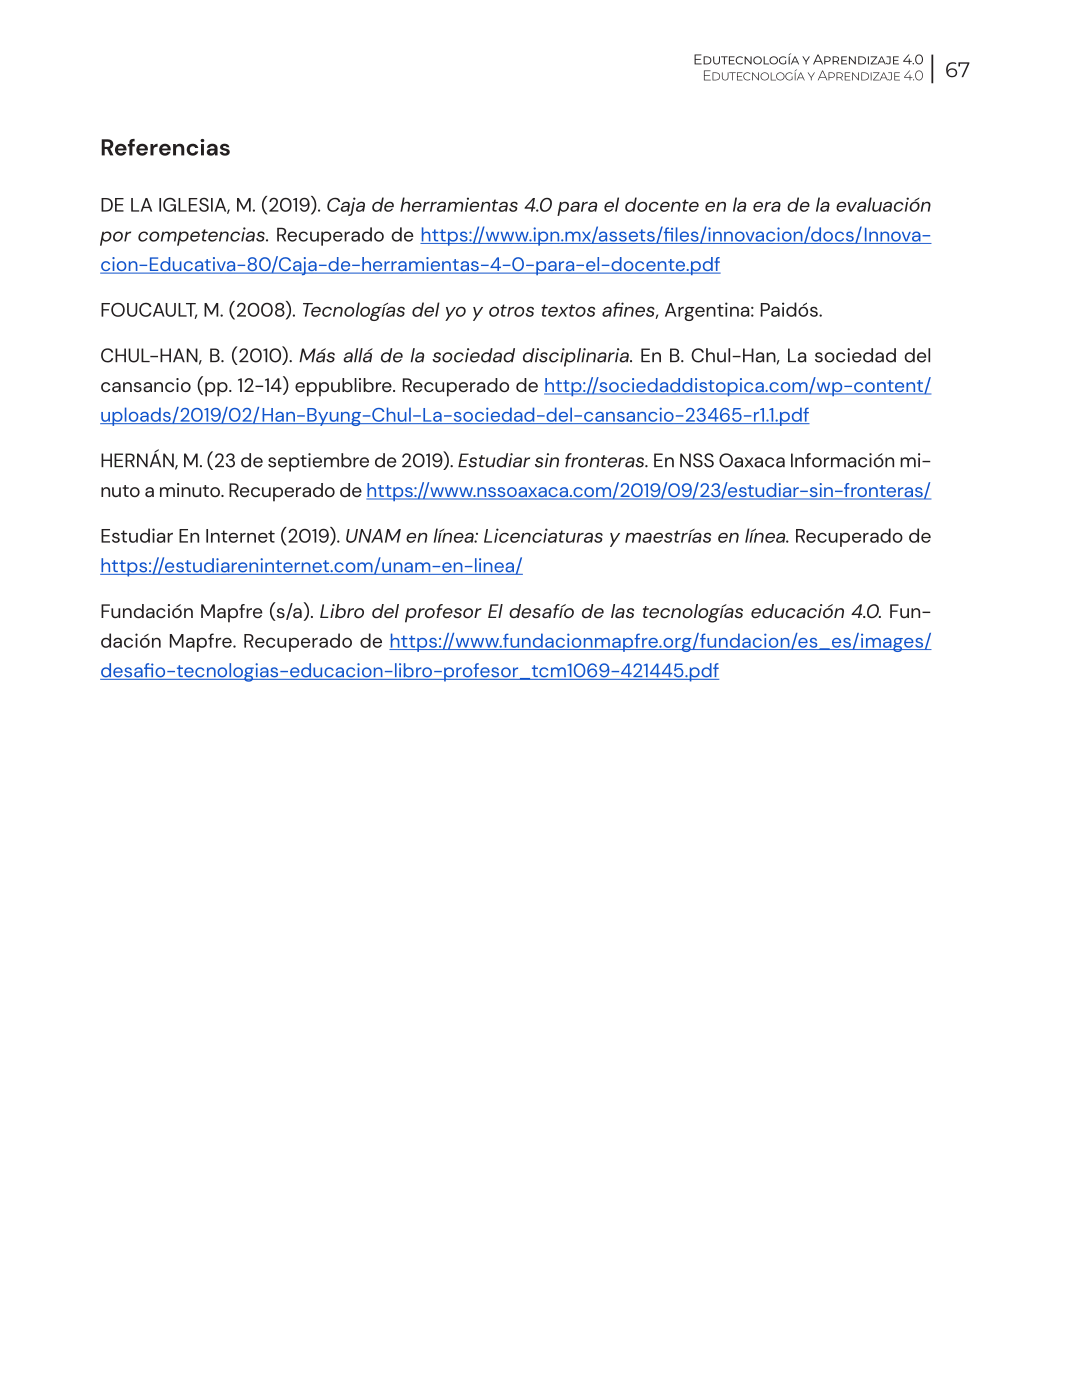 Edutecnología y Aprendizaje 4.0
Edutecnología y Aprendizaje 4.0
67
Referencias
DE LA IGLESIA, M. (2019). Caja de herramientas 4.0 para el docente en la era de la evaluación
por competencias. Recuperado de https://www.ipn.mx/assets/files/innovacion/docs/Innova-
cion-Educativa-80/Caja-de-herramientas-4-0-para-el-docente.pdf
FOUCAULT, M. (2008). Tecnologías del yo y otros textos afines, Argentina: Paidós.
CHUL-HAN, B. (2010). Más allá de la sociedad disciplinaria. En B. Chul-Han, La sociedad del
cansancio (pp. 12-14) eppublibre. Recuperado de http://sociedaddistopica.com/wp-content/
uploads/2019/02/Han-Byung-Chul-La-sociedad-del-cansancio-23465-r1.1.pdf
HERNÁN, M. (23 de septiembre de 2019). Estudiar sin fronteras. En NSS Oaxaca Información mi-
nuto a minuto. Recuperado de https://www.nssoaxaca.com/2019/09/23/estudiar-sin-fronteras/
Estudiar En Internet (2019). UNAM en línea: Licenciaturas y maestrías en línea. Recuperado de
https://estudiareninternet.com/unam-en-linea/
Fundación Mapfre (s/a). Libro del profesor El desafío de las tecnologías educación 4.0. Fun-
dación Mapfre. Recuperado de https://www.fundacionmapfre.org/fundacion/es_es/images/
desafio-tecnologias-educacion-libro-profesor_tcm1069-421445.pdf